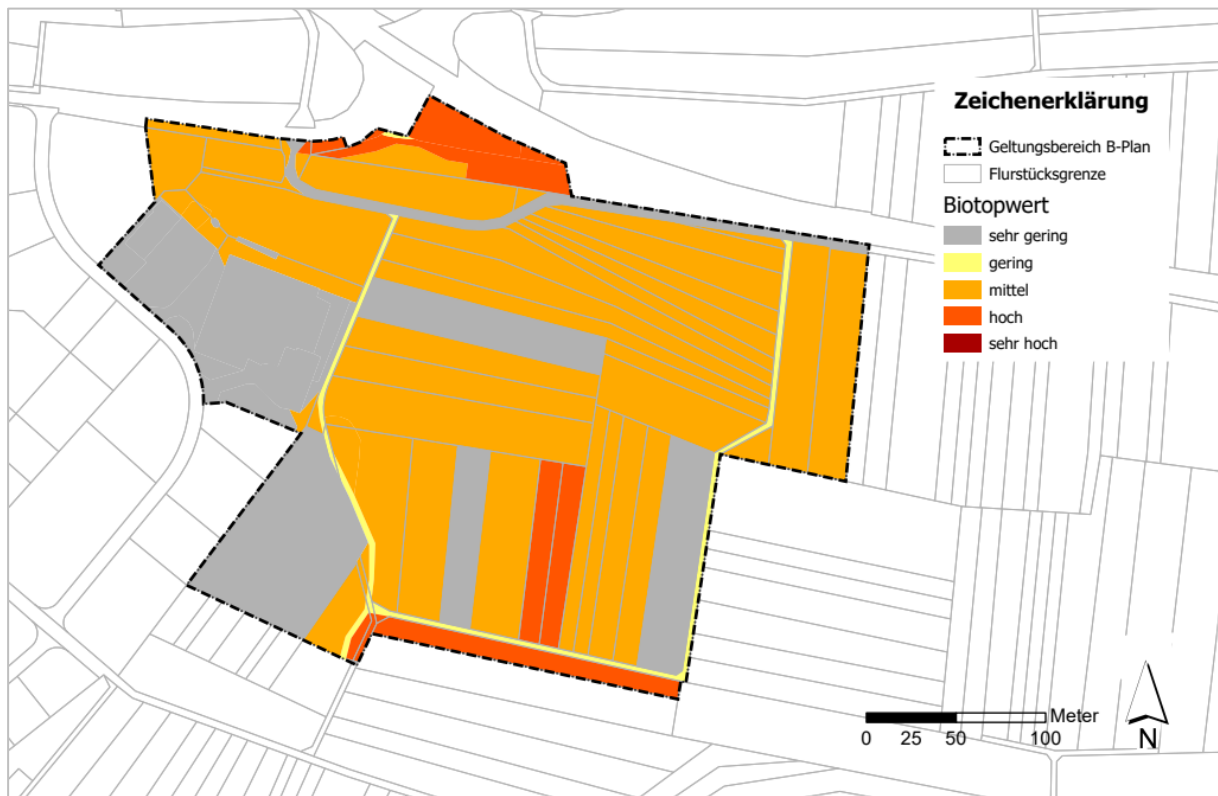 Zeichenerklärung
Geltungsbereich B-Plan
Flurstücksgrenze
Biotopwert
sehr gering
gering
mittel
hoch
sehr hoch
Meter
0 25 50 100
N